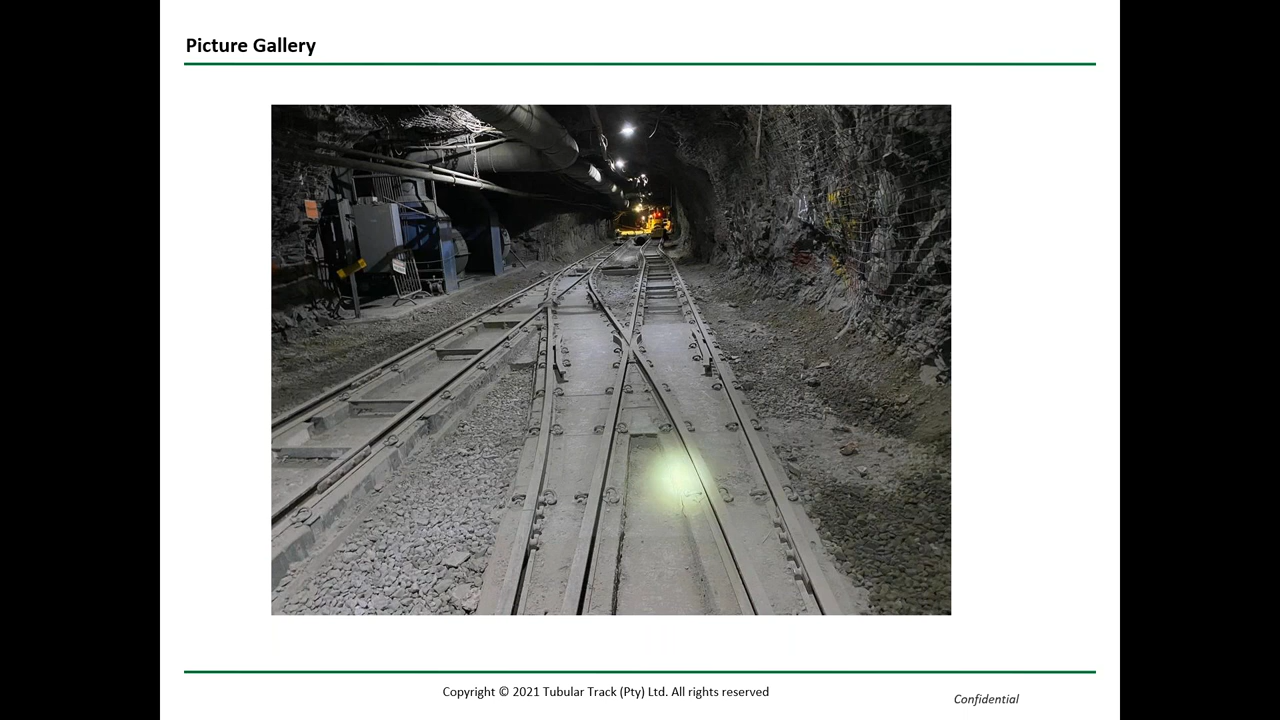 Picture Gallery
Copyright © 2021 Tubular Track (Pty) Ltd. All rights reserved
Confidential